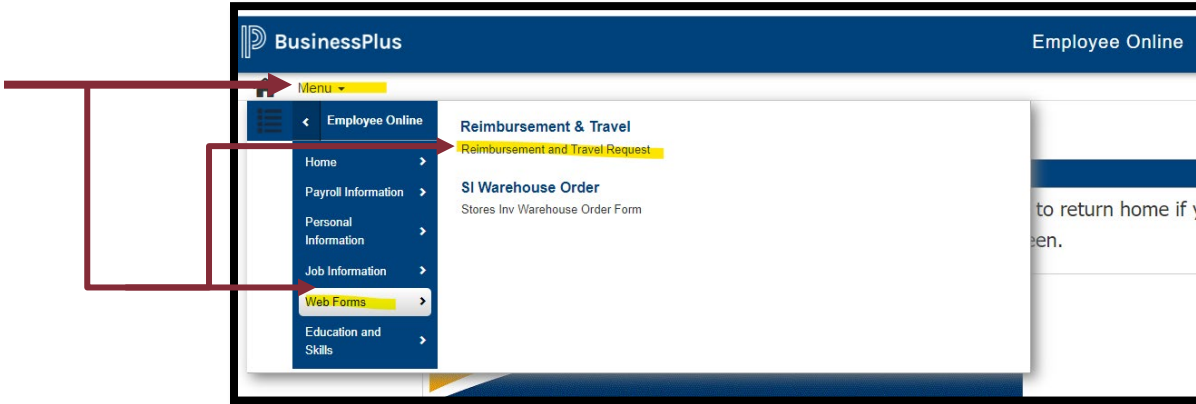 BusinessPlus
Employee Online
Menu
Employee Online
Home
Payroll Information
Personal
Information
Job Information
Web Forms
Education and
Skills
Reimbursement & Travel
Reimbursement and Travel Request
SI Warehouse Order
Stores Inv Warehouse Order Form
to return home if